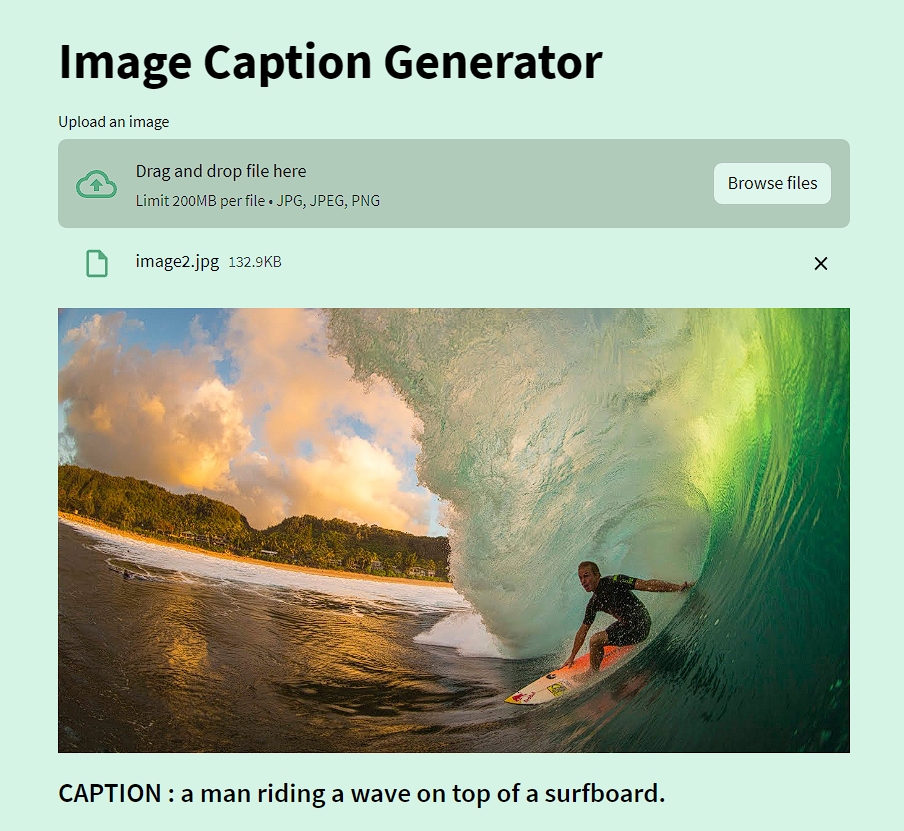 Image Caption Generator
Upload an image
Drag and drop file here
Limit 200MB per file • JPG, JPEG, PNG
Browse files
image2.jpg 132.9KB
CAPTION : a man riding a wave on top of a surfboard.